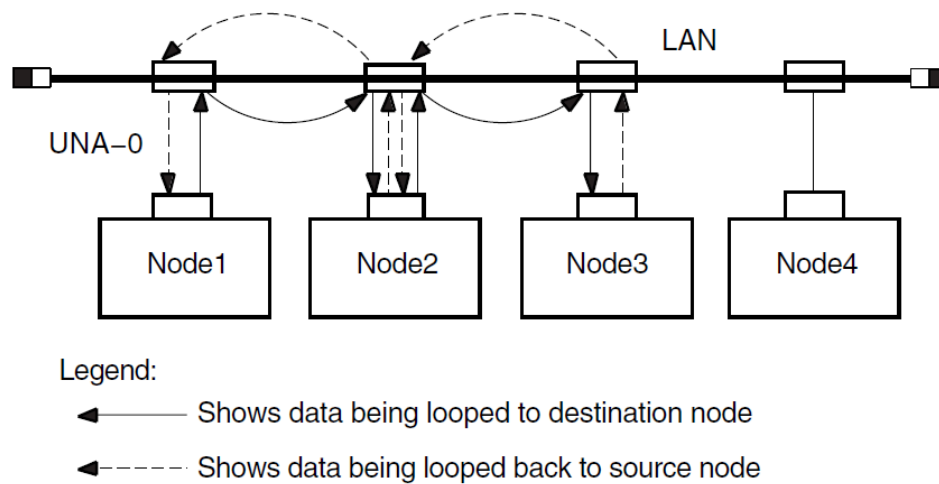 LAN
UNA–0
Node1 Node2 Node3 Node4
Legend:
Shows data being looped to destination node
Shows data being looped back to source node